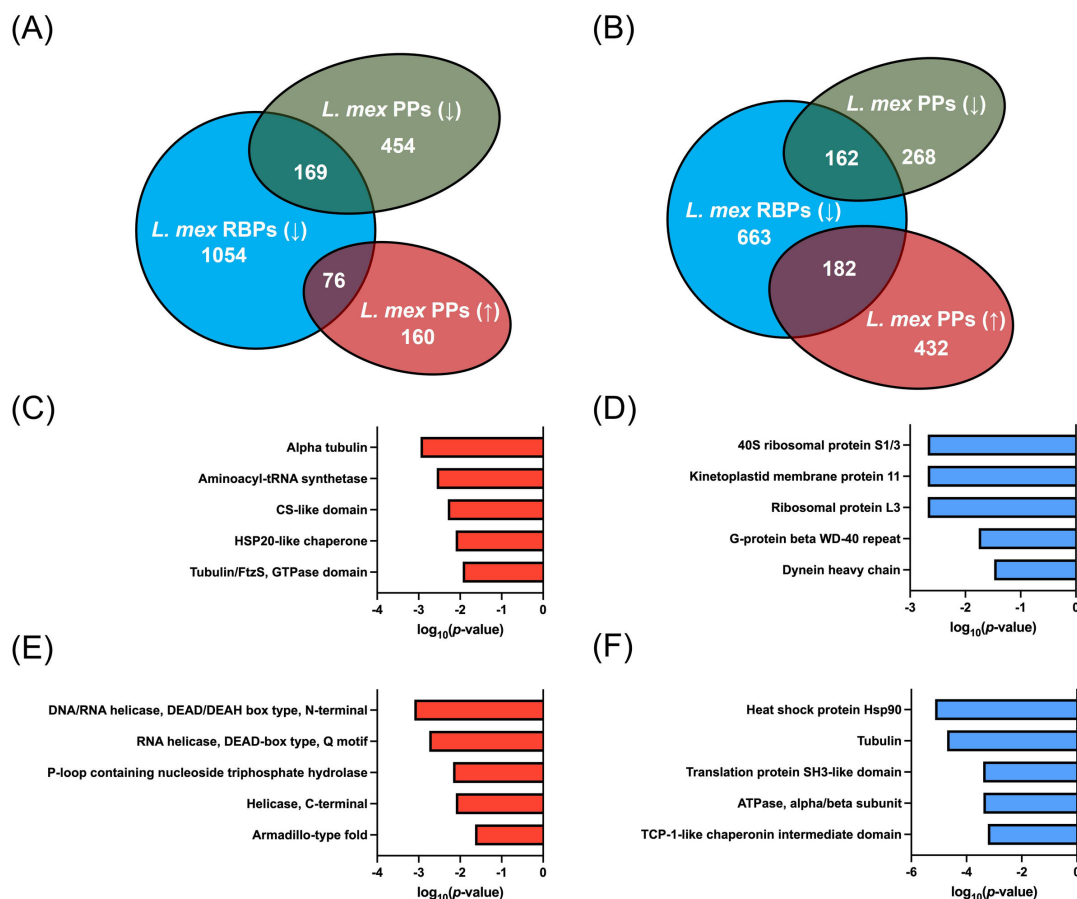 (A)
L. mex PPs (↓)
454
169
L. mex RBPs (↓)
1054
76
L. mex PPs (↑)
160
(B)
L. mex PPs (↓)
162
268
L. mex RBPs (↓)
663
182
L. mex PPs (↑)
432
(C)
Alpha tubulin
Aminoacyl-tRNA synthetase
CS-like domain
HSP20-like chaperone
Tubulin/FtzS, GTPase domain
-4 -3 -2 -1 0
log10(p-value)
(D)
40S ribosomal protein S1/3
Kinetoplastid membrane protein 11
Ribosomal protein L3
G-protein beta WD-40 repeat
Dynein heavy chain
-3 -2 -1 0
log10(p-value)
(E)
DNA/RNA helicase, DEAD/DEAH box type, N-terminal
RNA helicase, DEAD-box type, Q motif
P-loop containing nucleoside triphosphate hydrolase
Helicase, C-terminal
Armadillo-type fold
-4 -3 -2 -1 0
log10(p-value)
(F)
Heat shock protein Hsp90
Tubulin
Translation protein SH3-like domain
ATPase, alpha/beta subunit
TCP-1-like chaperonin intermediate domain
-6 -4 -2 0
log10(p-value)